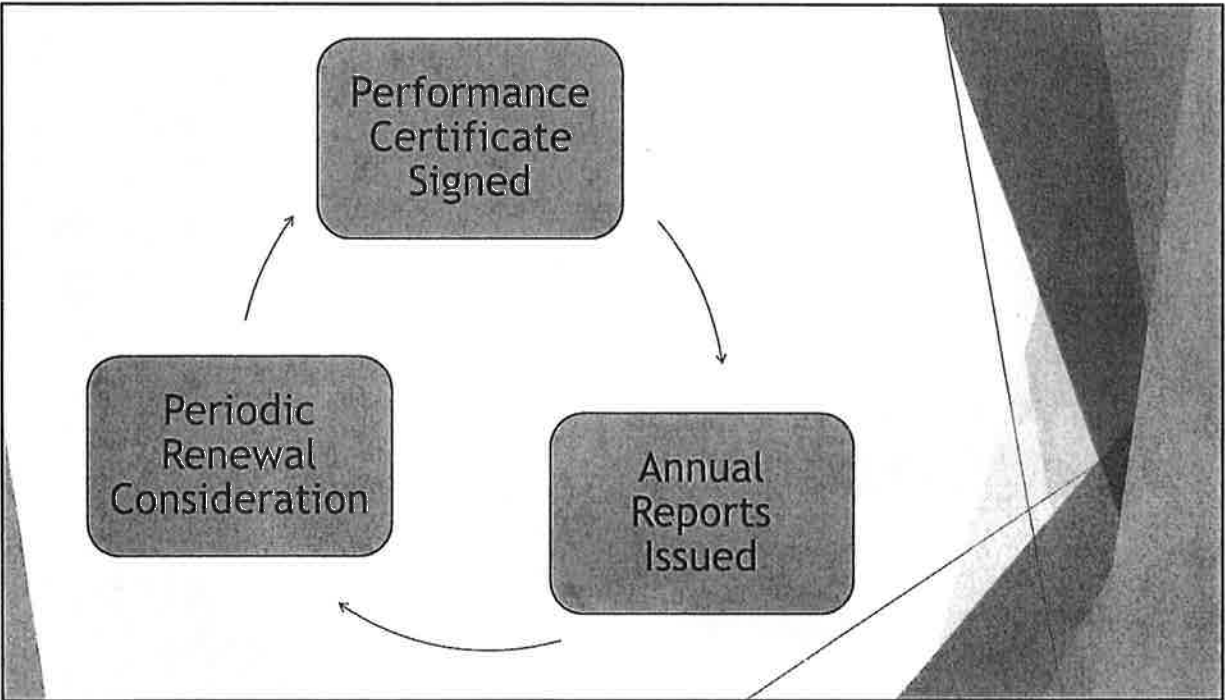 Performance
Certificate
Signed
Annual
Reports
Issued
Periodic
Renewal
Consideration